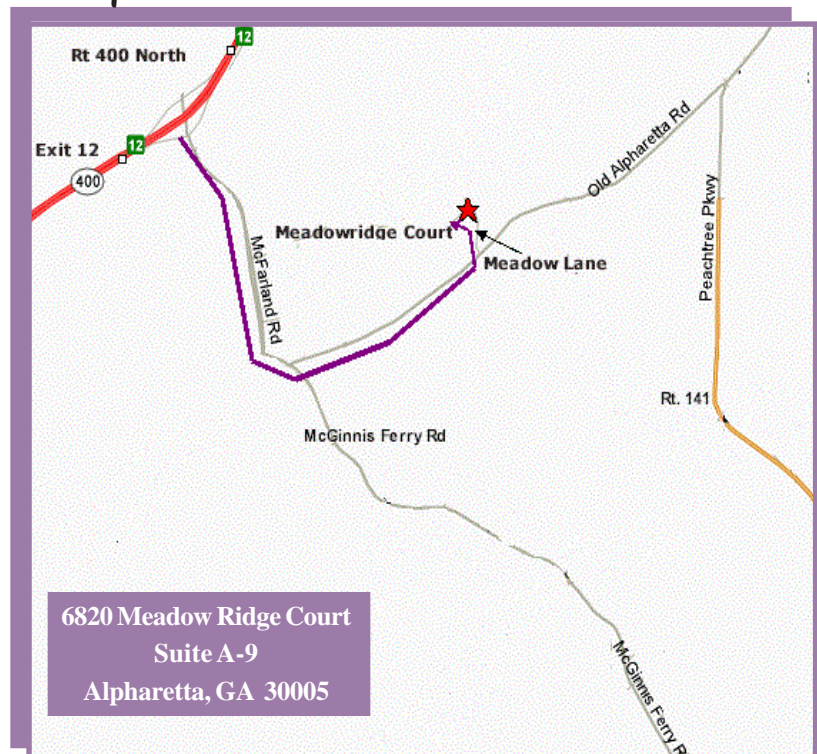 12
Rt 400 North
12
Exit 12
400
Old Alpharetta Rd
Peachtree Pkwy
Meadowridge Court
Meadow Lane
McFarland Rd
Rt. 141
McGinnis Ferry Rd
6820 Meadow Ridge Court
Suite A-9
Alpharetta, GA 30005
McGinnis Ferry R